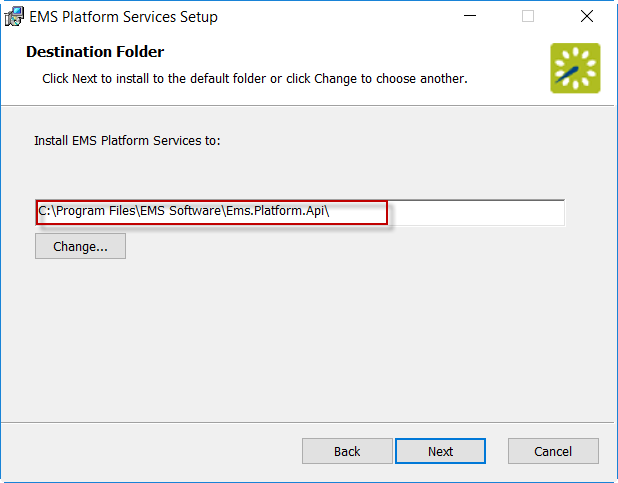 EMS Platform Services Setup
Destination Folder
Click Next to install to the default folder or click Change to choose another.
Install EMS Platform Services to:
C:\Program Files\EMS Software\Ems.Platform.Api\
Change...
Back Next Cancel